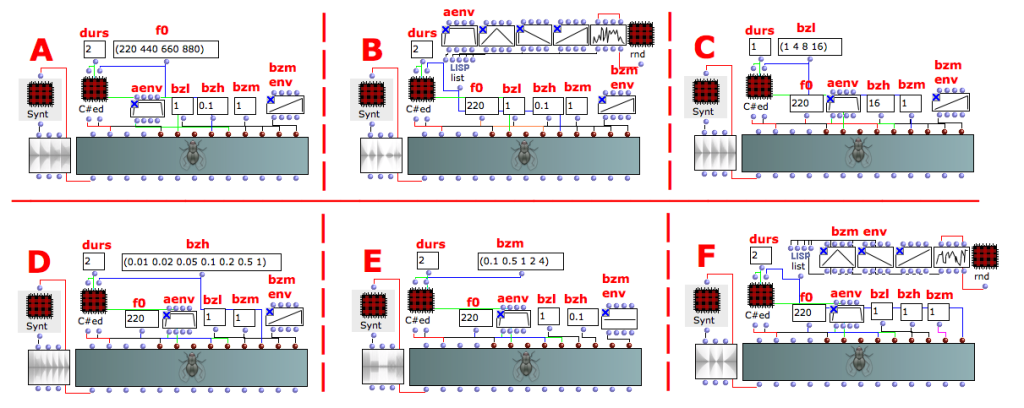 A
durs
f0
2
(220 440 660 880)
bzm
env
aenv
bzl
bzh
bzm
1
0.1
1
Synt
C#ed
B
aenv
durs
2
LISP
list
rnd
f0
bzl
bzh
bzm
bzm
env
220
1
0.1
1
Synt
C#ed
C
durs
bzl
1
(1 4 8 16)
bzm
env
f0
aenv
bzh
bzm
220
16
1
Synt
C#ed
D
durs
bzh
2
(0.01 0.02 0.05 0.1 0.2 0.5 1)
bzm
env
f0
aenv
bzl
bzm
220
1
1
Synt
C#ed
E
durs
bzm
2
(0.1 0.5 1 2 4)
bzm
env
f0
aenv
bzl
bzh
220
1
0.1
Synt
C#ed
F
durs
bzm env
2
LISP
list
rnd
f0
aenv
bzl
bzh
bzm
220
1
1
1
Synt
C#ed